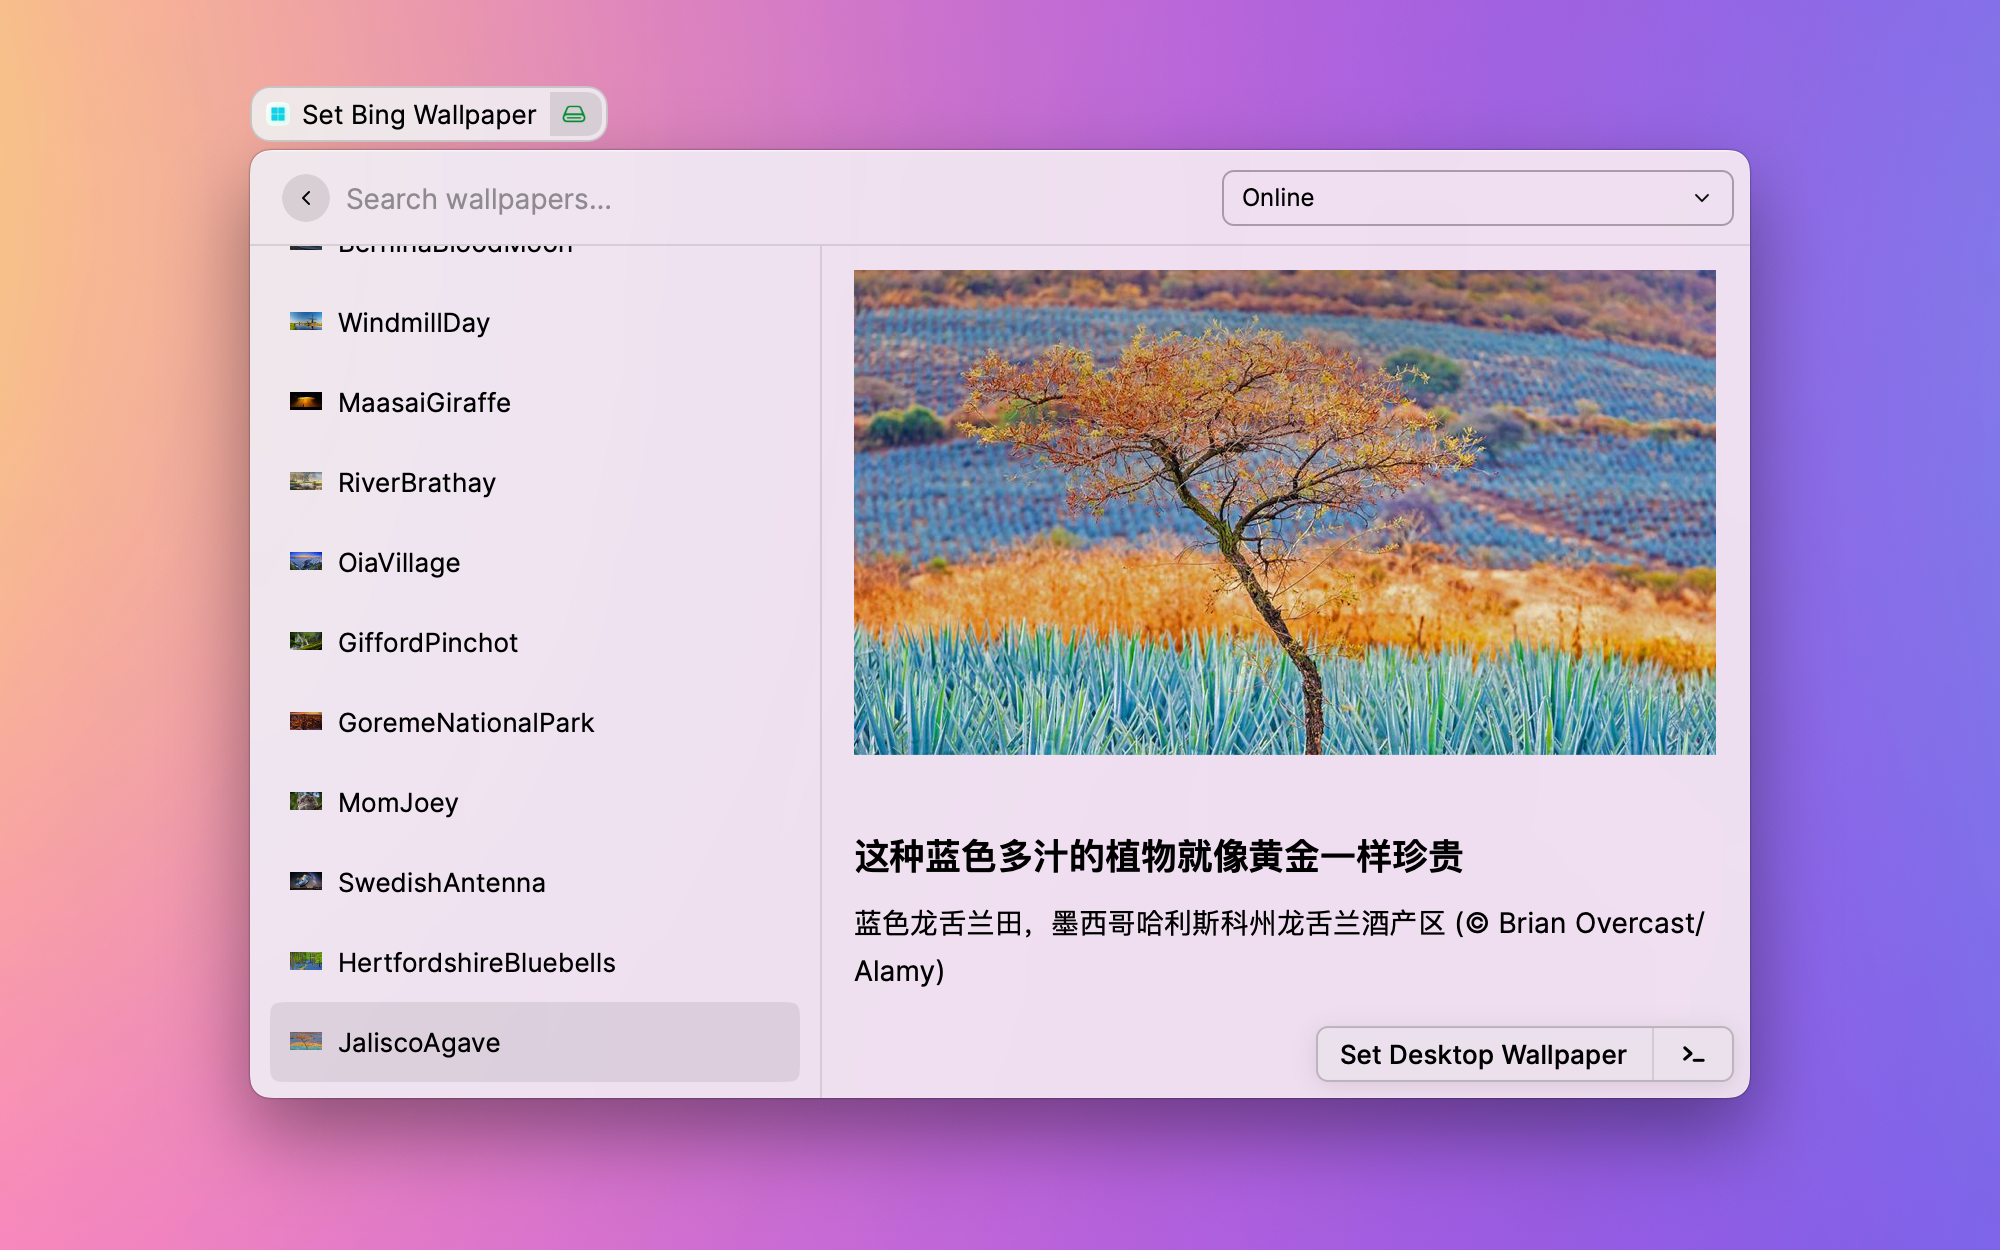 Set Bing Wallpaper
Search wallpapers...
Online
BerninaBloodMoon
WindmillDay
MaasaiGiraffe
RiverBrathay
OiaVillage
GiffordPinchot
GoremeNationalPark
MomJoey
SwedishAntenna
HertfordshireBluebells
JaliscoAgave
这种蓝色多汁的植物就像黄金一样珍贵
蓝色龙舌兰田，墨西哥哈利斯科州龙舌兰酒产区 (© Brian Overcast/
Alamy)
Set Desktop Wallpaper